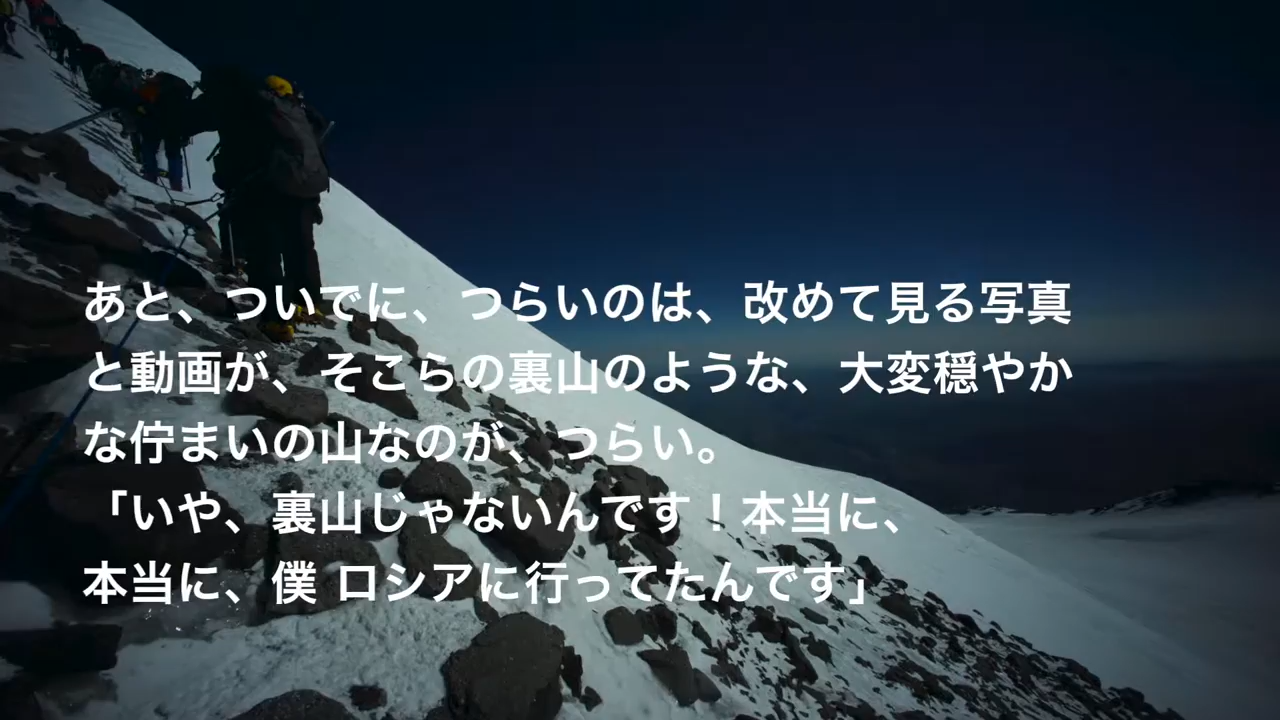 あと、ついでに、つらいのは、改めて見る写真
と動画が、そこらの裏山のような、大変穏やか
な佇まいの山なのが、つらい。
「いや、裏山じゃないんです！本当に、
本当に、僕 ロシアに行ってたんです」